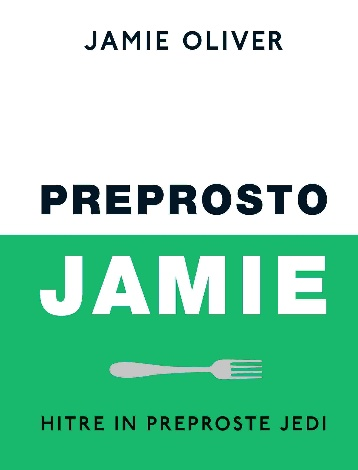 JAMIE OLIVER
PREPROSTO
JAMIE
HITRE IN PREPROSTE JEDI